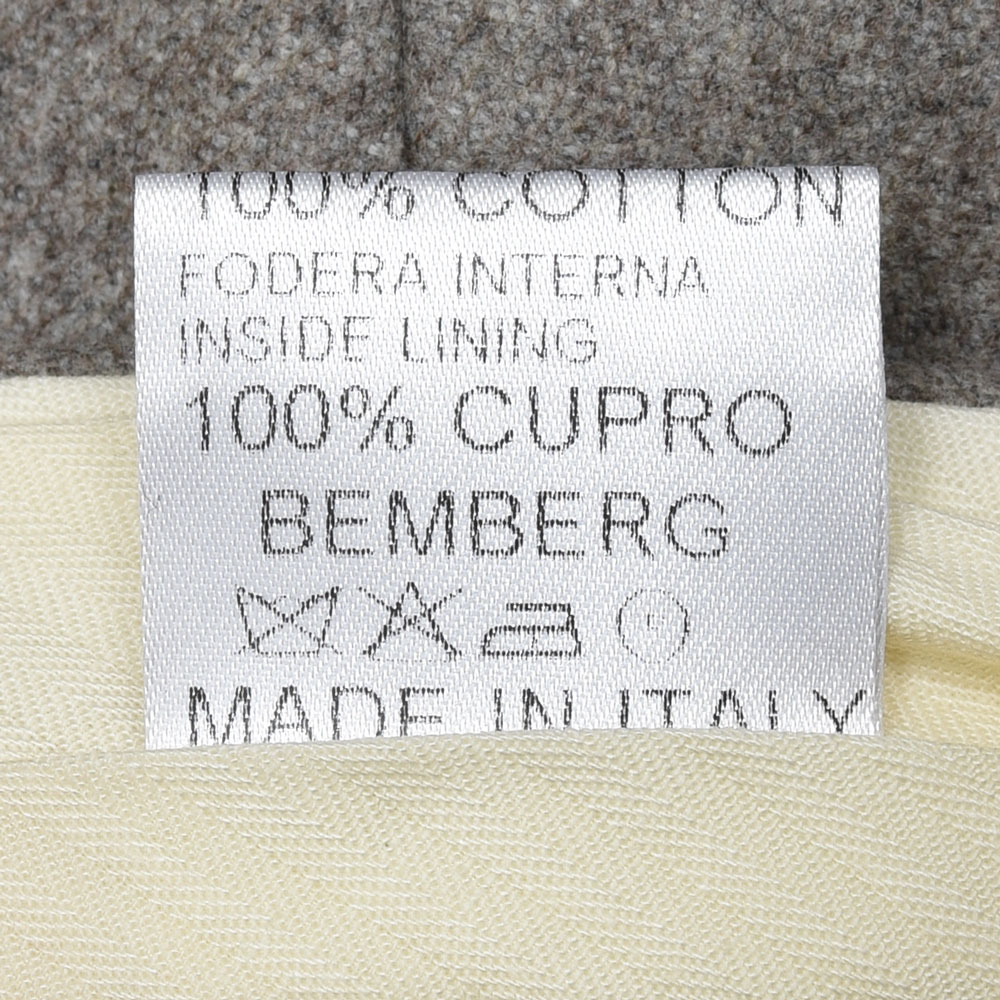 100% COTTON
FODERA INTERNA
INSIDE LINING
100% CUPRO
BEMBERG
MADE IN ITALY